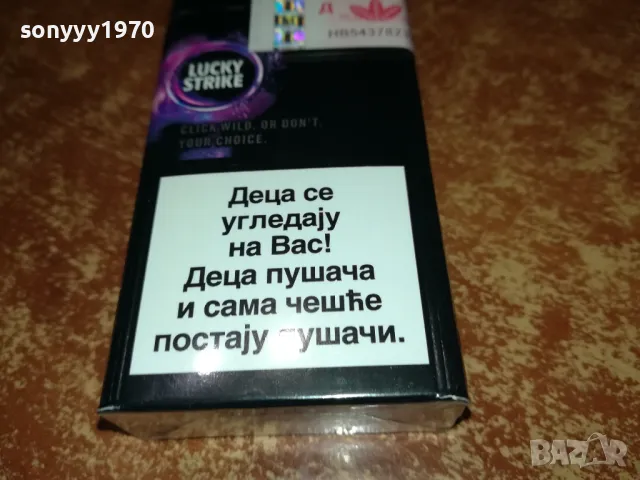 sonyyy1970
Д
LUCKY
STRIKE
CLICK WILD. OR DON'T.
YOUR CHOICE.
Деца се
угледају
на Вас!
Деца пушача
и сама чешће
постају пушачи.
BAZAR